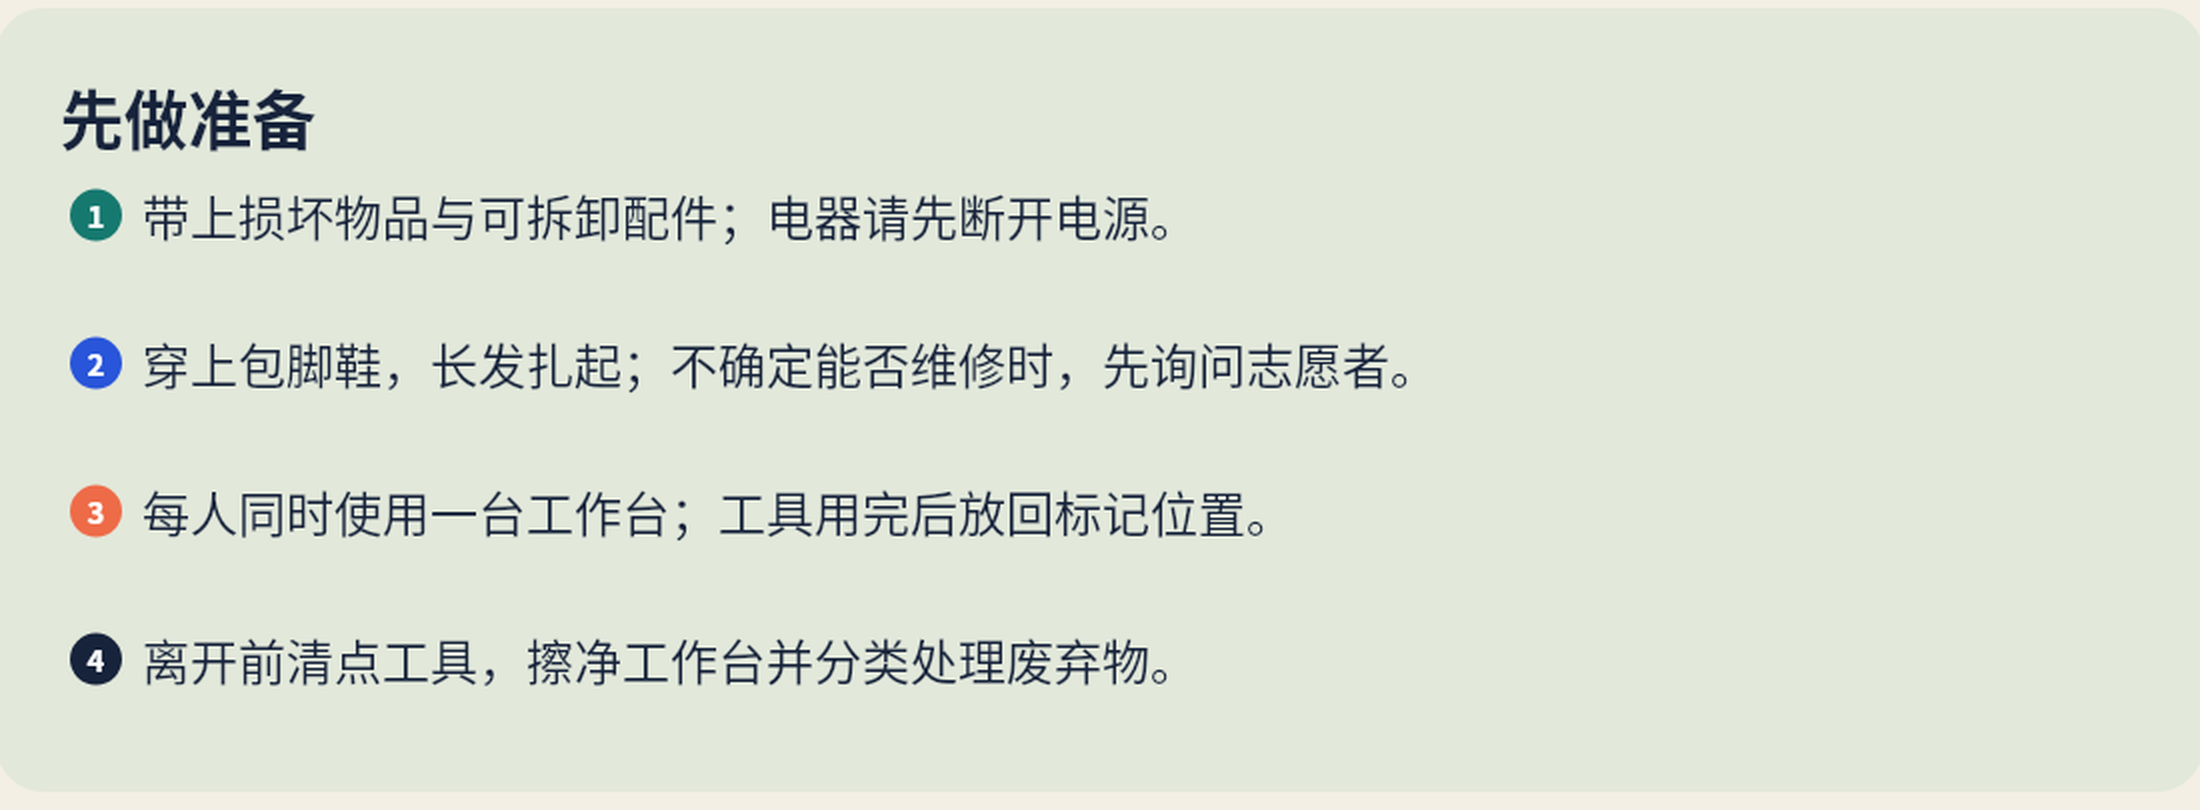 先做准备
1 带上损坏物品与可拆卸配件；电器请先断开电源。
2 穿上包脚鞋，长发扎起；不确定能否维修时，先询问志愿者。
3 每人同时使用一台工作台；工具用完后放回标记位置。
4 离开前清点工具，擦净工作台并分类处理废弃物。